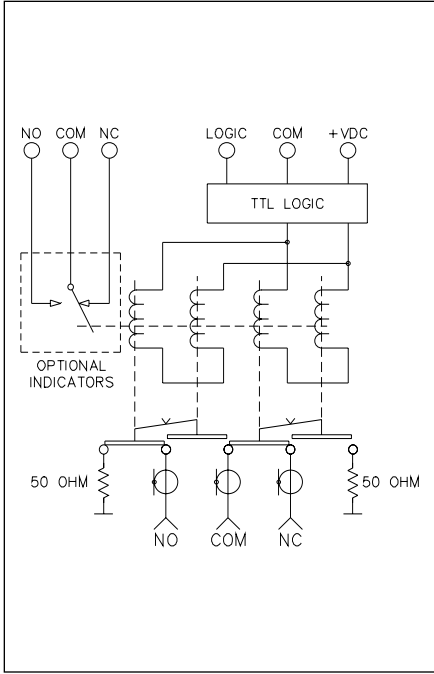 NO COM NC LOGIC COM +VDC
TTL LOGIC
OPTIONAL
INDICATORS
50 OHM 50 OHM
NO COM NC